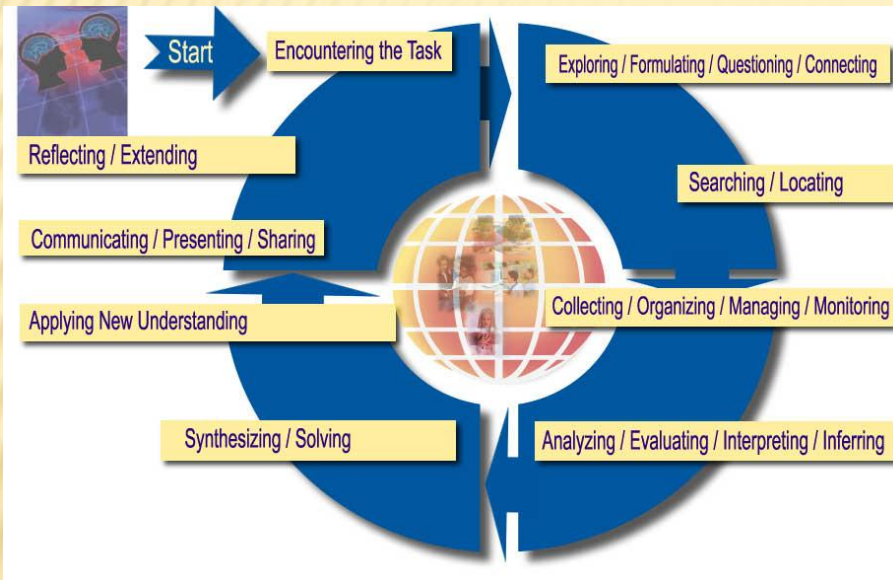 Start
Encountering the Task
Exploring / Formulating / Questioning / Connecting
Searching / Locating
Collecting / Organizing / Managing / Monitoring
Analyzing / Evaluating / Interpreting / Inferring
Synthesizing / Solving
Applying New Understanding
Communicating / Presenting / Sharing
Reflecting / Extending